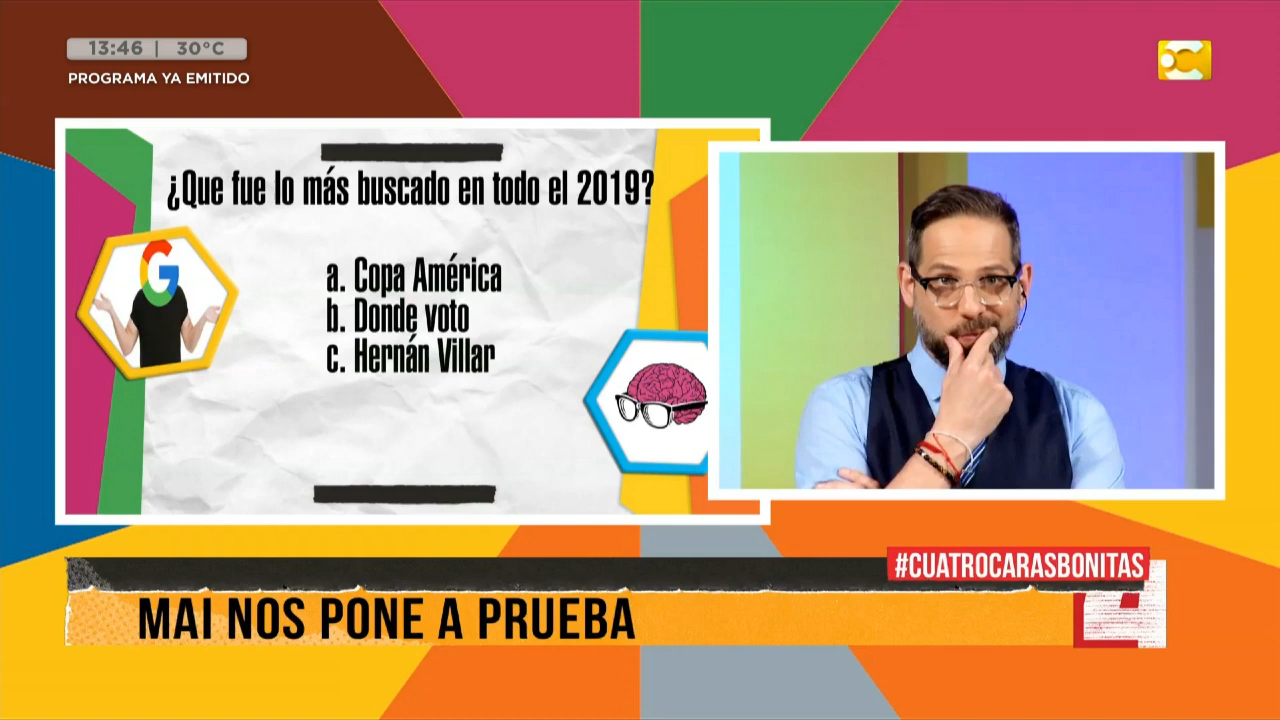 13:46 | 30°C
PROGRAMA YA EMITIDO
¿Que fue lo más buscado en todo el 2019?
a. Copa América
b. Donde voto
c. Hernán Villar
G
#CUATROCARASBONITAS
MAI NOS PONE A PRUEBA